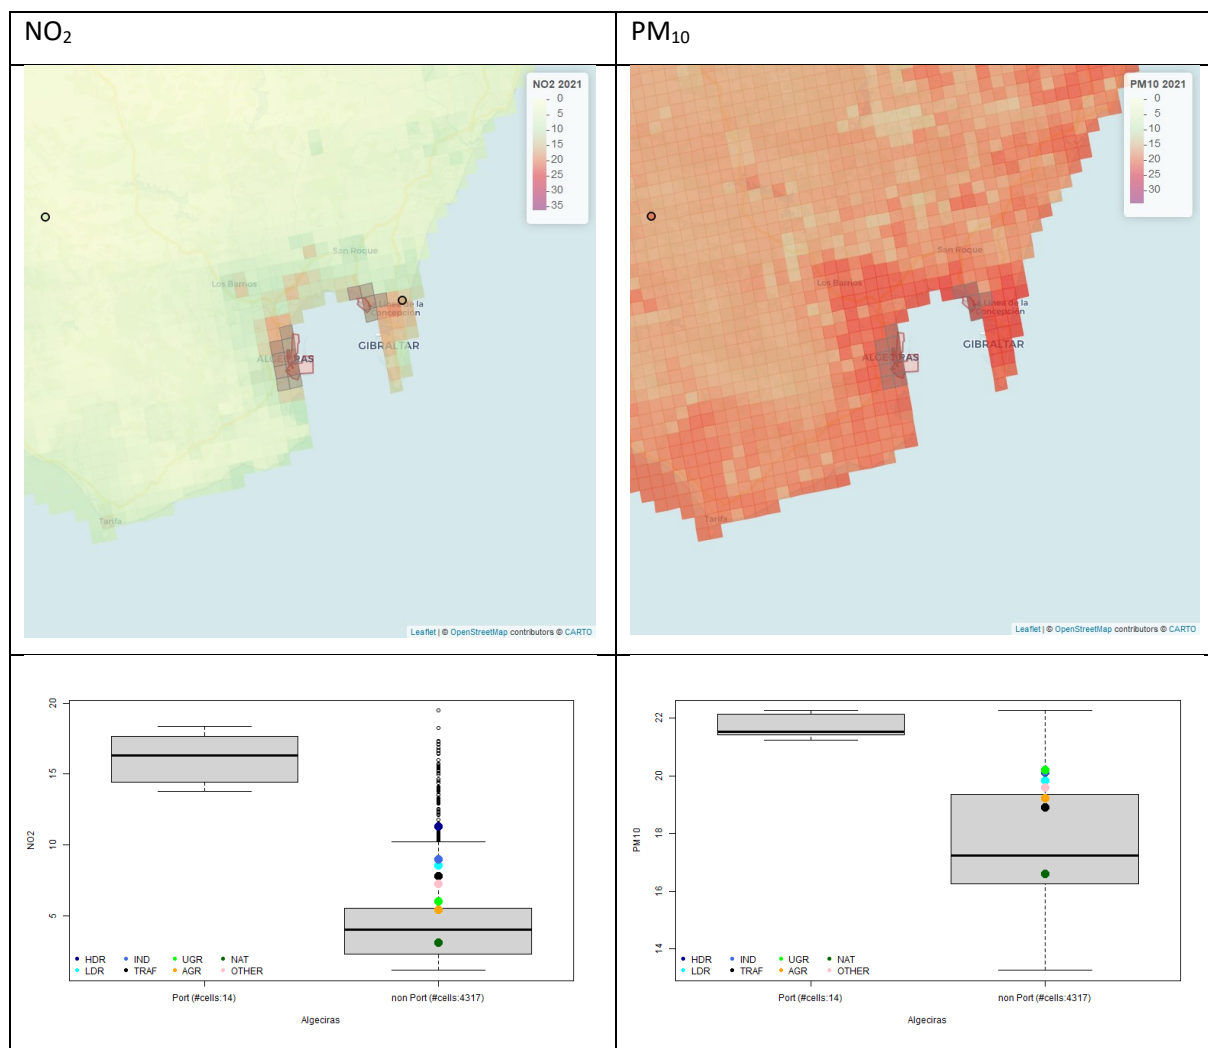 NO2
PM10
NO2 2021
0
5
10
15
20
25
30
35
San Roque
Los Barrios
La Línea de la
Concepción
GIBRALTAR
ALGECIRAS
Tarifa
Leaflet | © OpenStreetMap contributors © CARTO
PM10 2021
0
5
10
15
20
25
30
San Roque
Los Barrios
La Línea de la
Concepción
GIBRALTAR
ALGECIRAS
Tarifa
Leaflet | © OpenStreetMap contributors © CARTO
20
15
10
5
NO2
HDR IND UGR NAT
LDR TRAF AGR OTHER
Port (#cells:14) non Port (#cells:4317)
Algeciras
22
20
18
16
14
PM10
HDR IND UGR NAT
LDR TRAF AGR OTHER
Port (#cells:14) non Port (#cells:4317)
Algeciras